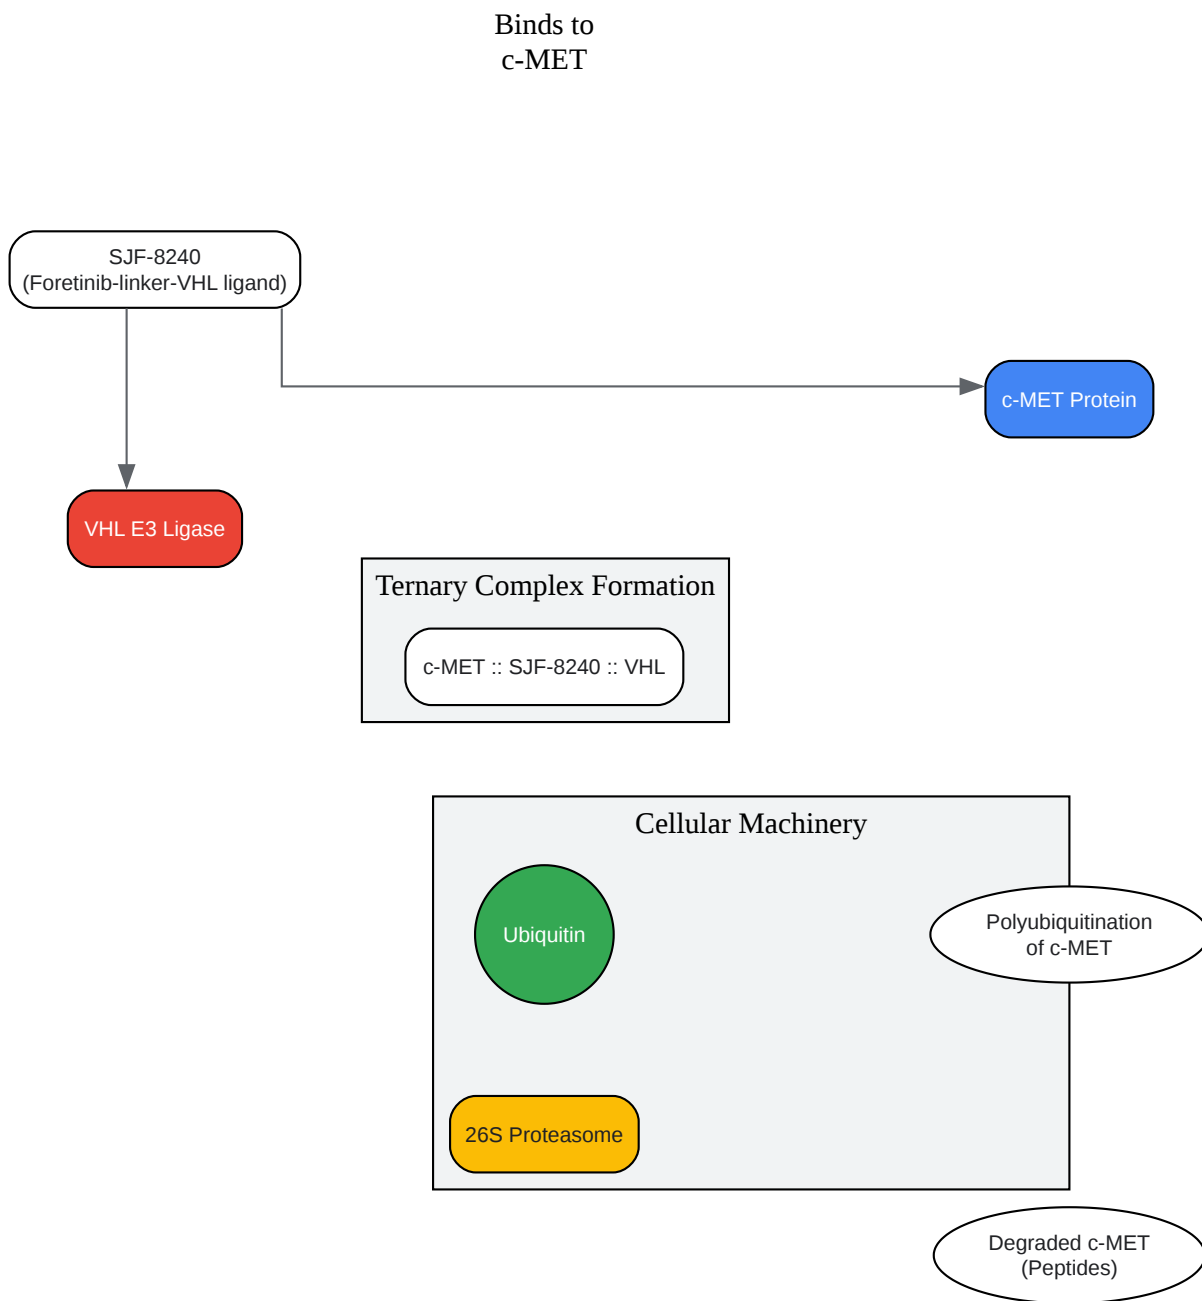 Binds to
c-MET
SJF-8240
(Foretinib-linker-VHL ligand)
c-MET Protein
VHL E3 Ligase
Ternary Complex Formation
c-MET :: SJF-8240 :: VHL
Cellular Machinery
Ubiquitin
Polyubiquitination
of c-MET
26S Proteasome
Degraded c-MET
(Peptides)